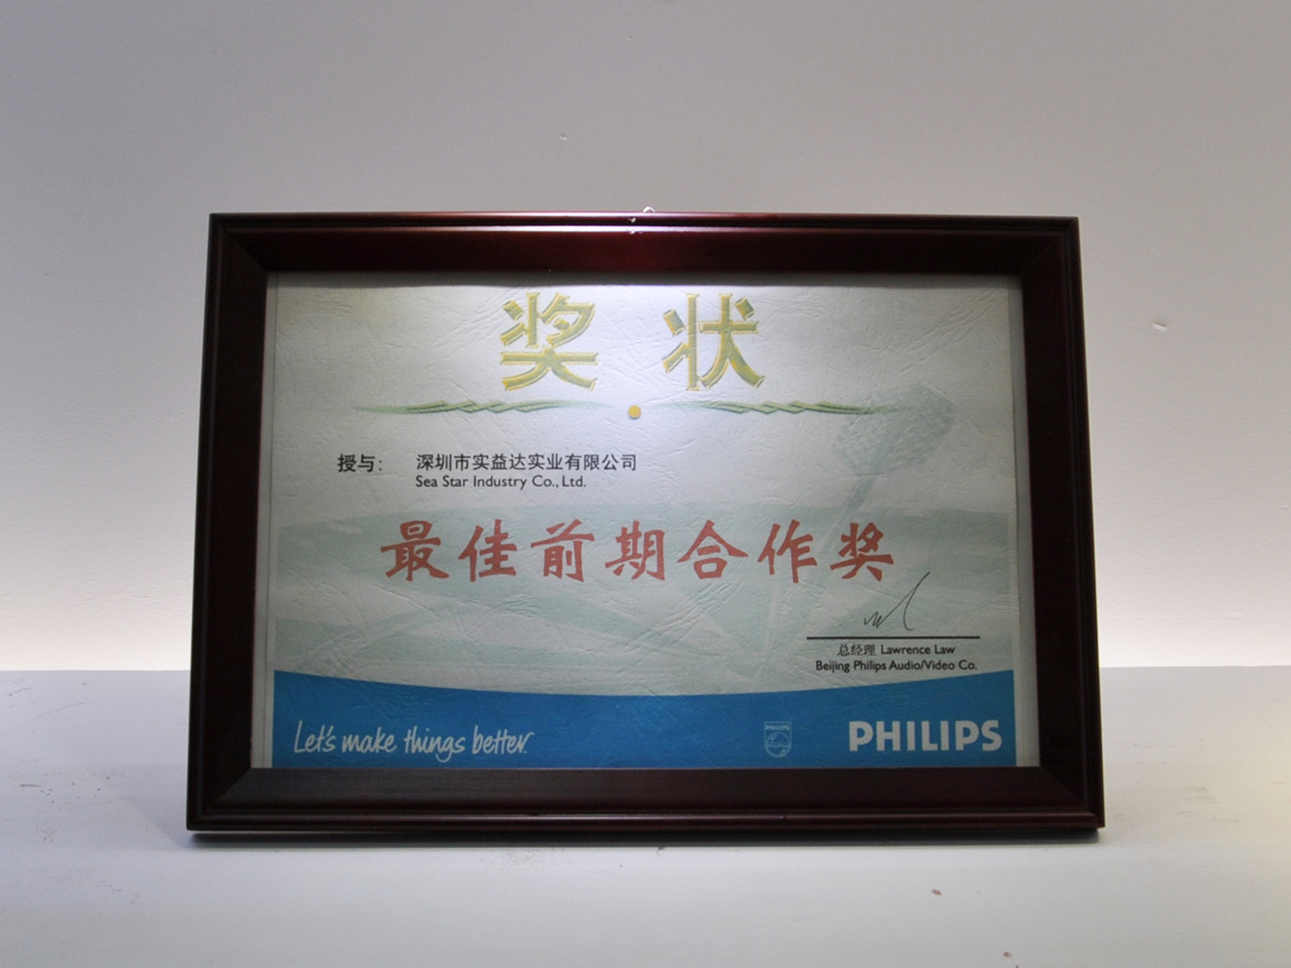 奖状
授与： 深圳市实益达实业有限公司
Sea Star Industry Co., Ltd.
最佳前期合作奖
总经理 Lawrence Law
Beijing Philips Audio/Video Co.
Let's make things better.
PHILIPS
PHILIPS